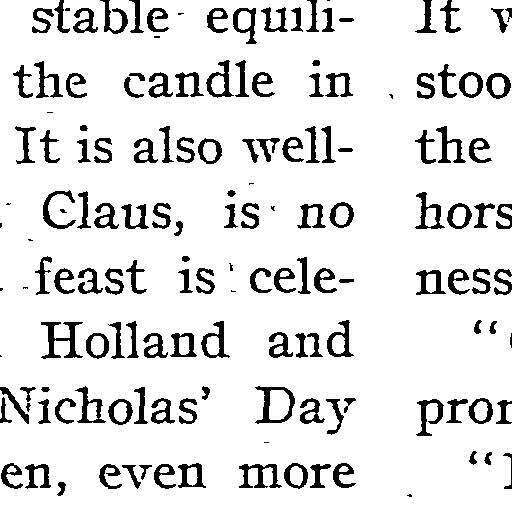 stable equili-
the candle in
It is also well-
Claus, is no
feast is cele-
Holland and
Nicholas' Day
en, even more
It w
stoo
the
hors
ness
"
pron
"